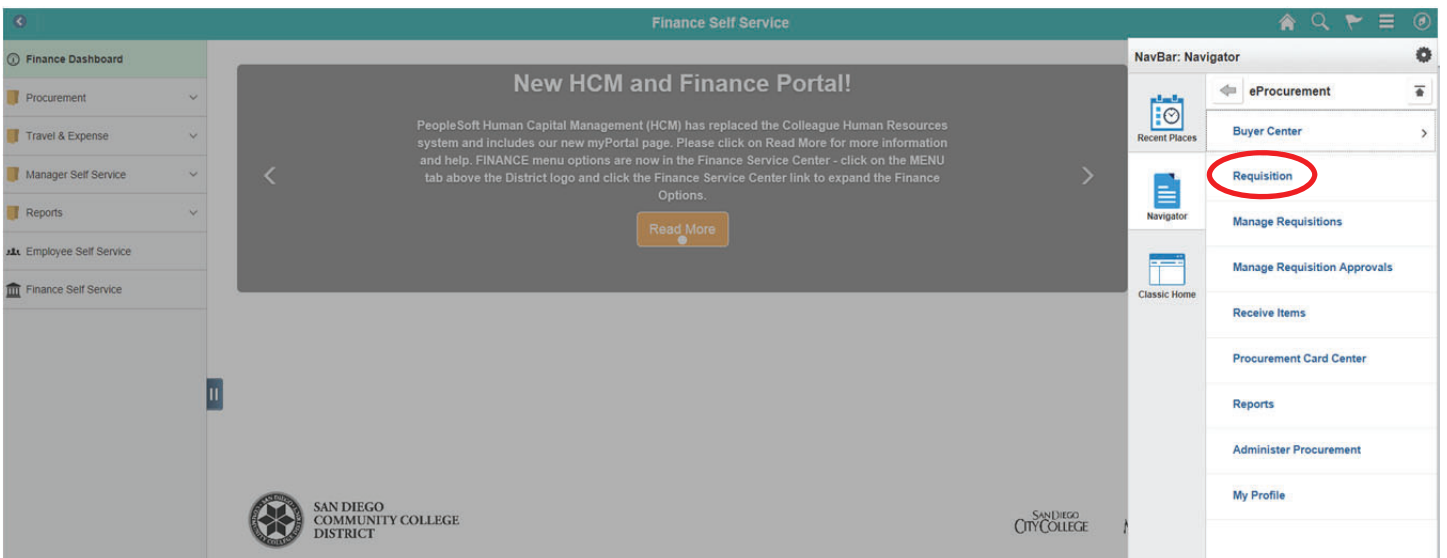 Finance Self Service
Finance Dashboard
Procurement
Travel & Expense
Manager Self Service
Reports
Employee Self Service
Finance Self Service
New HCM and Finance Portal!
PeopleSoft Human Capital Management (HCM) has replaced the Colleague Human Resources
system and includes our new myPortal page. Please click on Read More for more information
and help. FINANCE menu options are now in the Finance Service Center - click on the MENU
tab above the District logo and click the Finance Service Center link to expand the Finance
Options.
Read More
SAN DIEGO
COMMUNITY COLLEGE
DISTRICT
SAN DIEGO
CITY COLLEGE
NavBar: Navigator
Recent Places
Navigator
Classic Home
eProcurement
Buyer Center
Requisition
Manage Requisitions
Manage Requisition Approvals
Receive Items
Procurement Card Center
Reports
Administer Procurement
My Profile